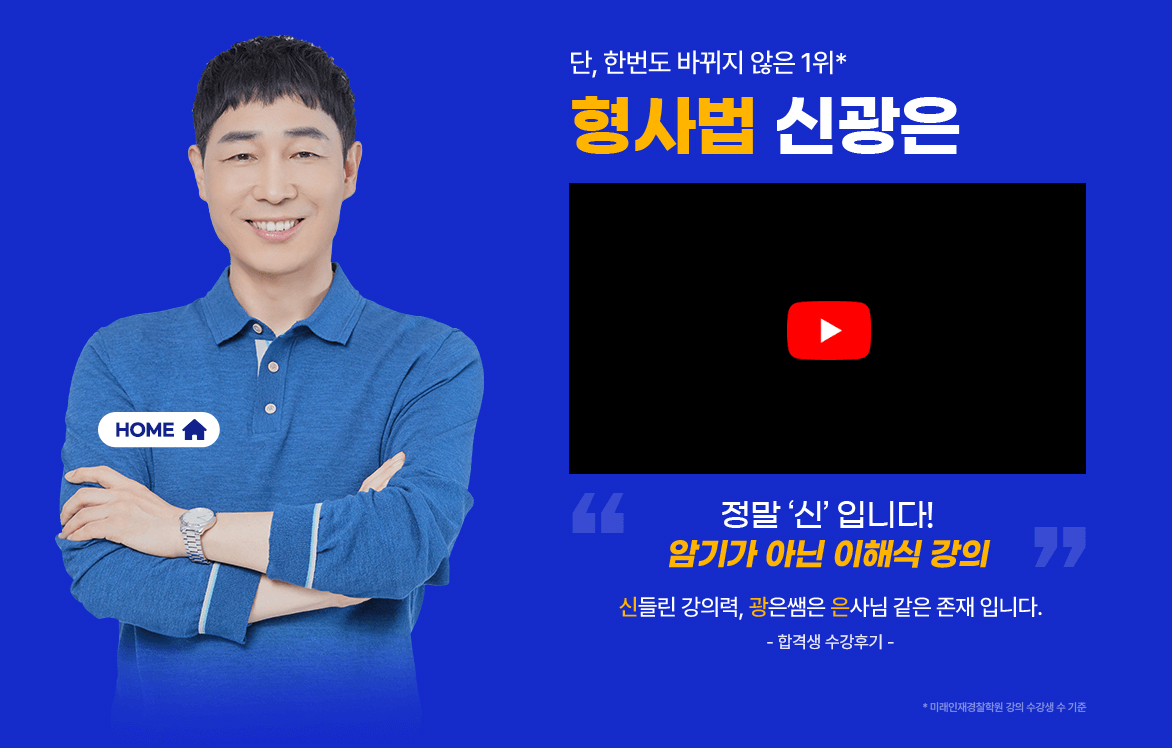 단, 한번도 바뀌지 않은 1위*
형사법 신광은
HOME
“ 정말 ‘신’ 입니다!
암기가 아닌 이해식 강의 ”
신들린 강의력, 광은쌤은 은사님 같은 존재 입니다.
- 합격생 수강후기 -
* 미래인재경찰학원 강의 수강생 수 기준